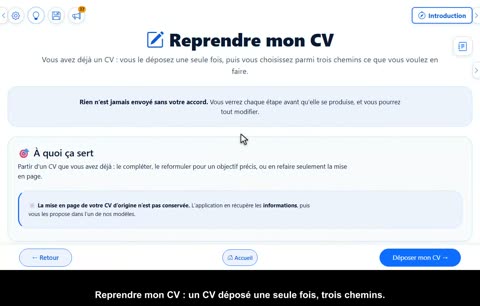 Introduction
Reprendre mon CV
Vous avez déjà un CV : vous le déposez une seule fois, puis vous choisissez parmi trois chemins ce que vous voulez en
faire.
Rien n'est jamais envoyé sans votre accord. Vous verrez chaque étape avant qu'elle se produise, et vous pourrez
tout modifier.
À quoi ça sert
Partir d'un CV que vous avez déjà : le compléter, le reformuler pour un objectif précis, ou en refaire seulement la mise
en page.
La mise en page de votre CV d'origine n'est pas conservée. L'application en récupère les informations, puis
vous les propose dans l'un de nos modèles.
← Retour
Accueil
Déposer mon CV →
Reprendre mon CV : un CV déposé une seule fois, trois chemins.